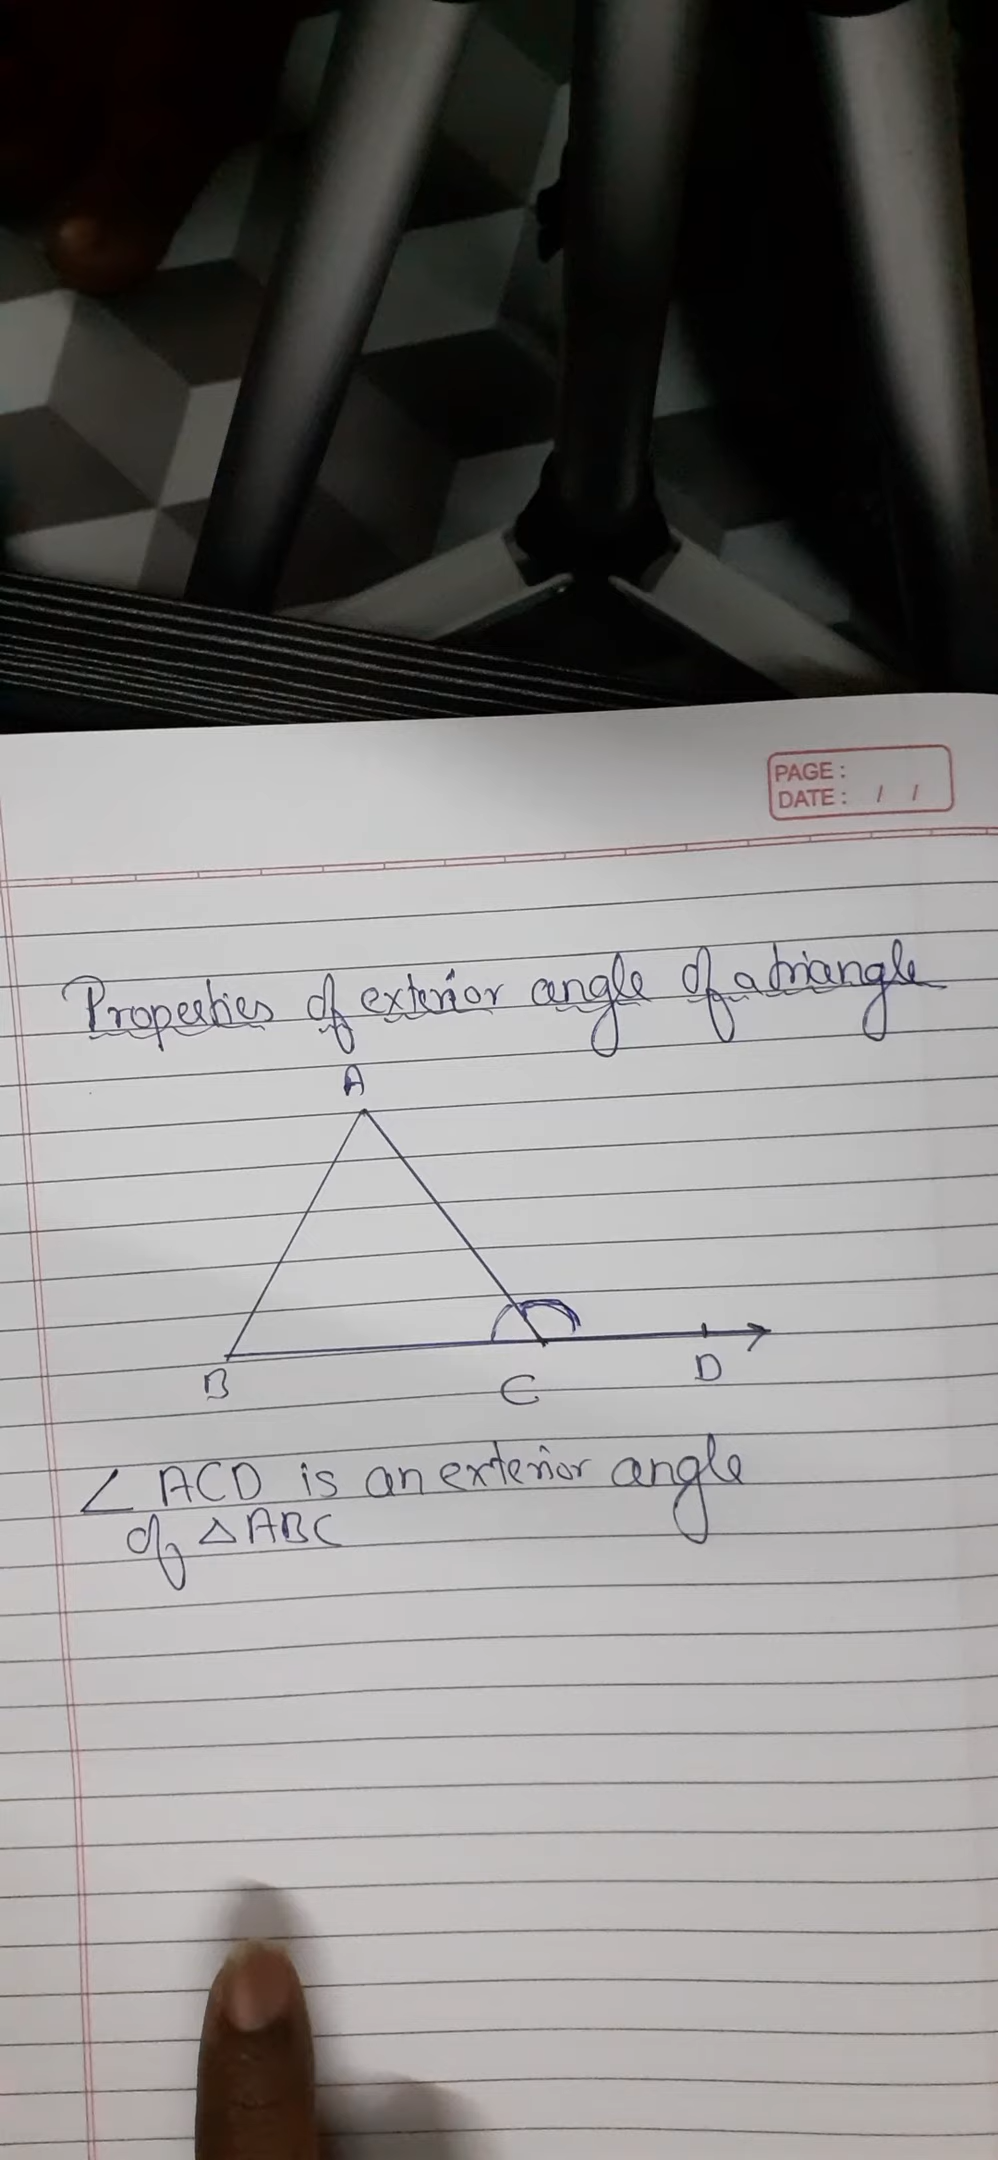 PAGE :
DATE : / /
Properties of exterior angle of a triangle
A
B
C
D
∠ ACD is an exterior angle
of △ABC